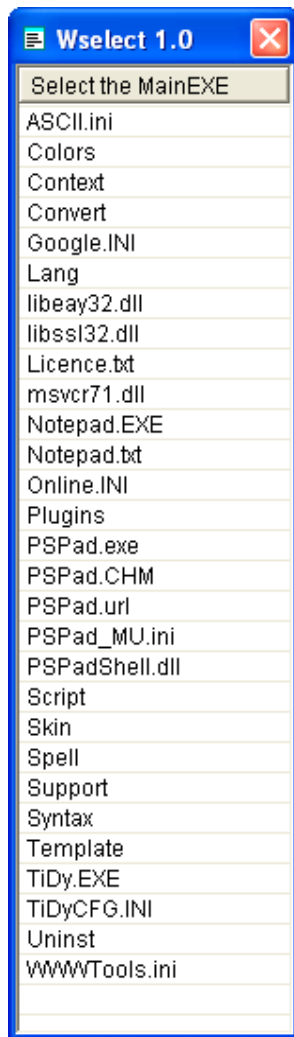 Wselect 1.0
Select the MainEXE
ASCII.ini
Colors
Context
Convert
Google.INI
Lang
libeay32.dll
libssl32.dll
Licence.txt
msvcr71.dll
Notepad.EXE
Notepad.txt
Online.INI
Plugins
PSPad.exe
PSPad.CHM
PSPad.url
PSPad_MU.ini
PSPadShell.dll
Script
Skin
Spell
Support
Syntax
Template
TiDy.EXE
TiDyCFG.INI
Uninst
WWWTools.ini